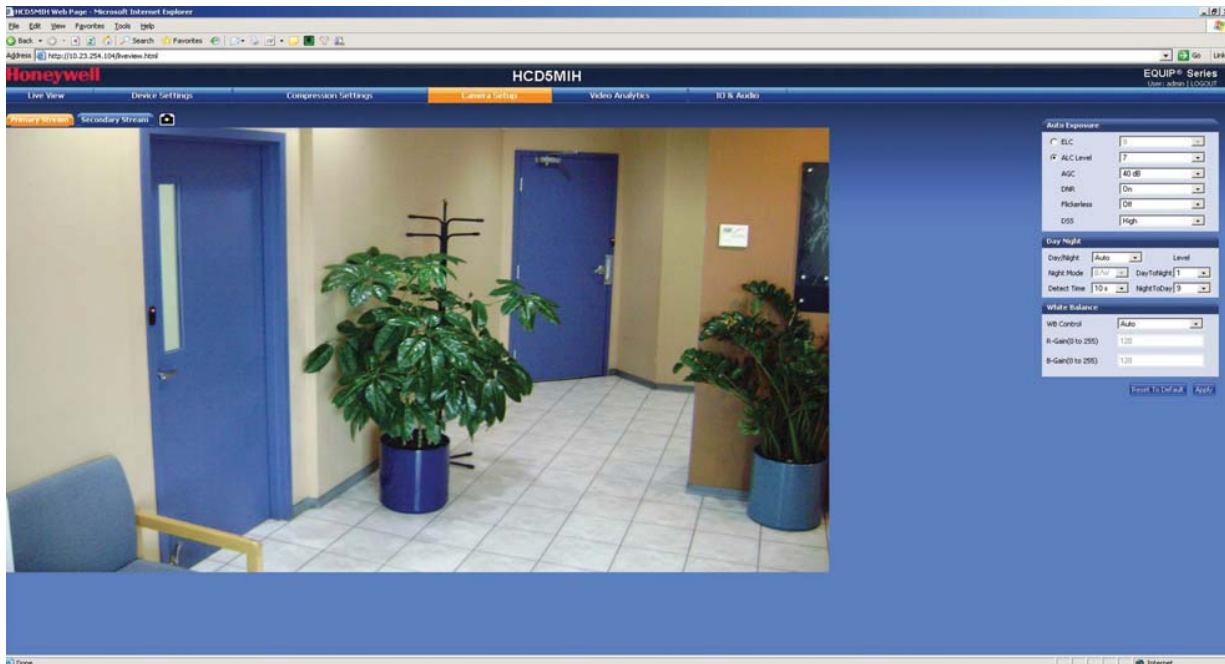 HCD5MIH Web Page - Microsoft Internet Explorer
File Edit View Favorites Tools Help
Back Search Favorites
Address http://10.23.254.104/liveview.html Go Link
Honeywell HCD5MIH EQUIP® Series
User: admin | LOGOUT
Live View Device Settings Compression Settings Camera Setup Video Analytics IO & Audio
Primary Stream Secondary Stream
Auto Exposure
ELC
ALC Level 7
AGC 40 dB
DNR On
Flickerless Off
DSS High
Day Night
Day/Night Auto Level
Night Mode B/W DayToNight 1
Detect Time 10 s NightToDay 9
White Balance
WB Control Auto
R-Gain(0 to 255) 128
B-Gain(0 to 255) 128
Reset To Default Apply
Done Internet